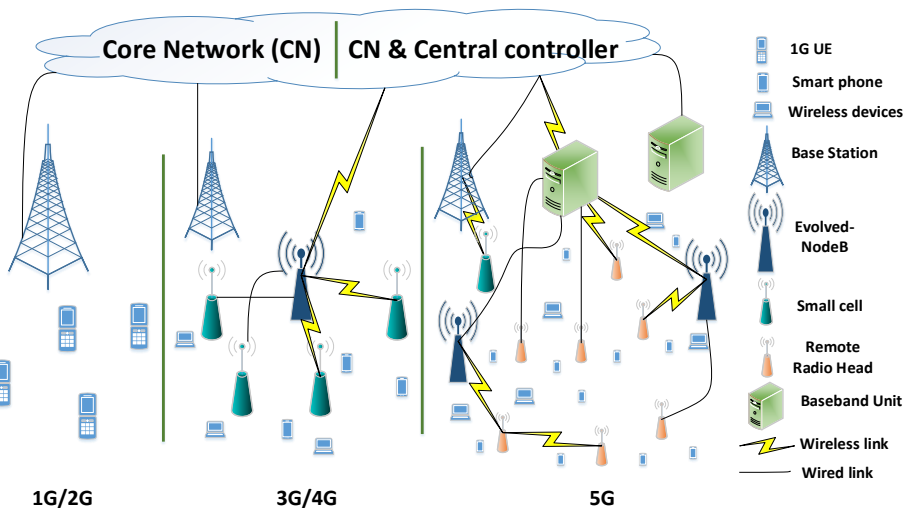 Core Network (CN) CN & Central controller
1G UE
Smart phone
Wireless devices
Base Station
Evolved-
NodeB
Small cell
Remote
Radio Head
Baseband Unit
Wireless link
Wired link
1G/2G 3G/4G 5G